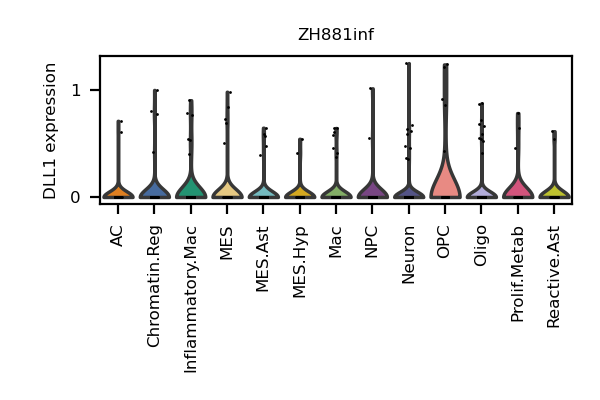 ZH881inf
DLL1 expression
1
0
AC
Chromatin.Reg
Inflammatory.Mac
MES
MES.Ast
MES.Hyp
Mac
NPC
Neuron
OPC
Oligo
Prolif.Metab
Reactive.Ast